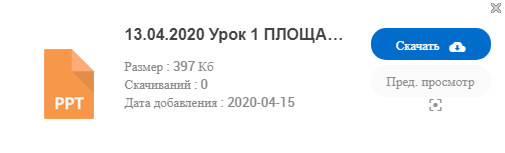 13.04.2020 Урок 1 ПЛОЩА...
Скачать
Размер : 397 Кб
Пред. просмотр
Скачиваний : 0
PPT
Дата добавления : 2020-04-15